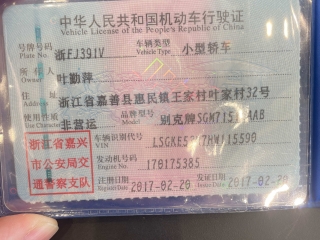 中华人民共和国机动车行驶证
Vehicle License of the People's Republic of China
号牌号码 浙FJ391V 车辆类型 小型轿车
Plate No. Vehicle Type
所有人 叶勤萍
Owner
住址 浙江省嘉善县惠民镇王家村叶家村32号
使用性质 非营运 品牌型号 别克牌SGM715 AAB
Use Character Model
浙江省嘉兴市公安局交通警察支队
车辆识别代号
VIN
发动机号码 170175385
Engine No.
注册日期 2017-02-20 发证日期 2017-02-20
Register Date Issue Date